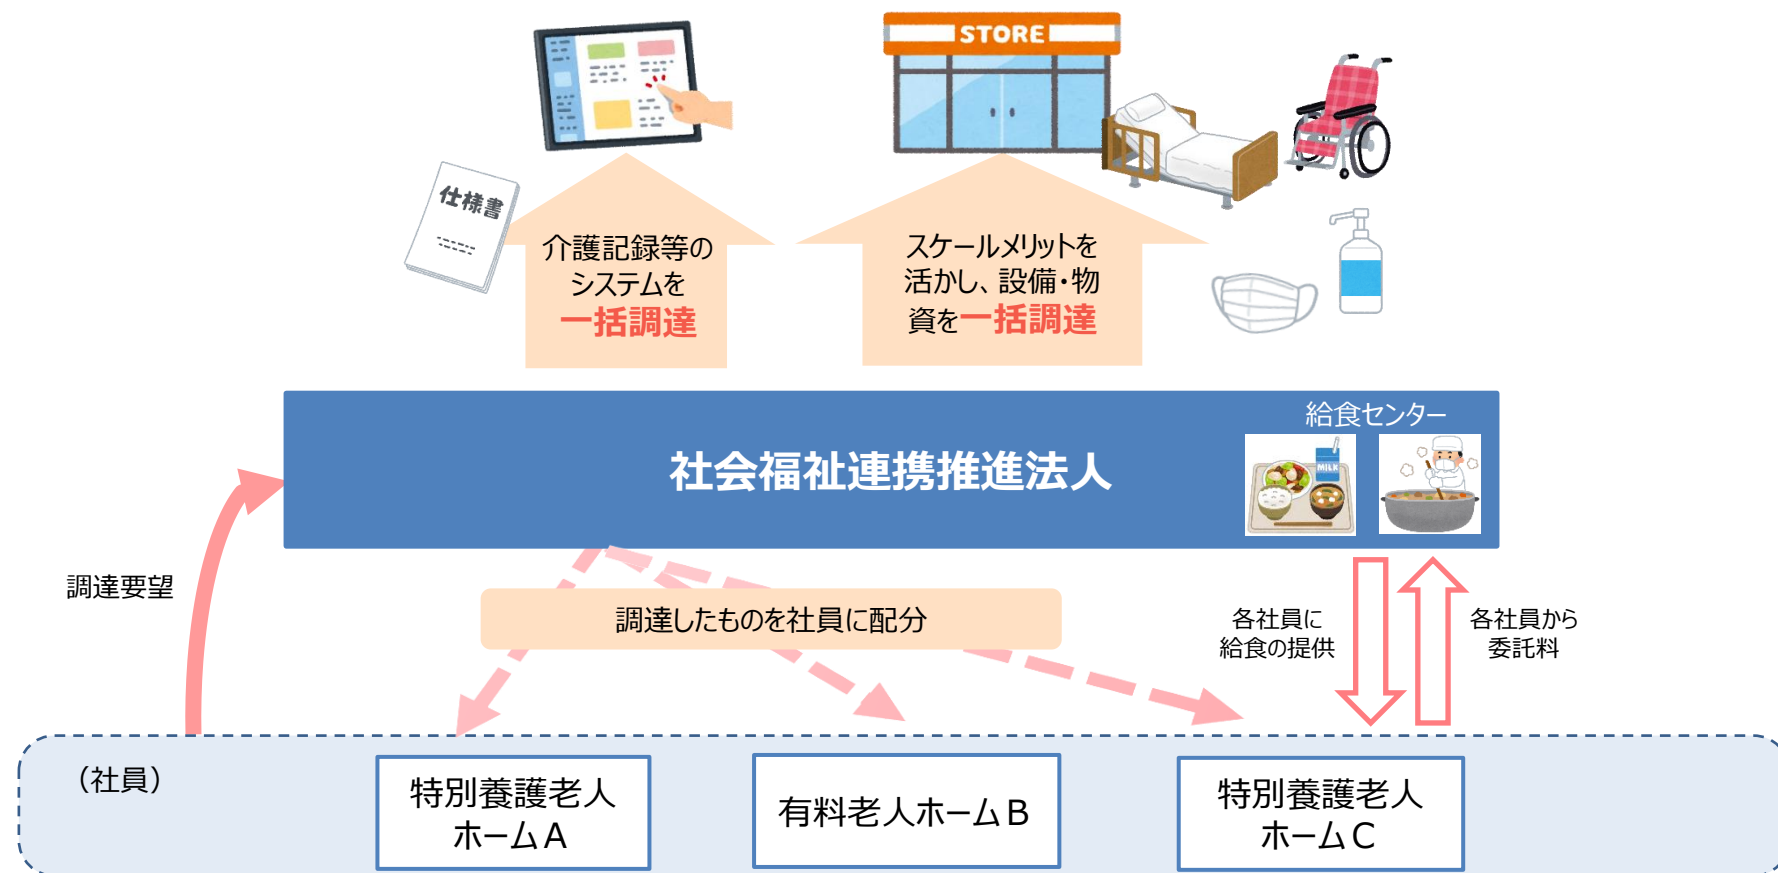 STORE
仕様書
介護記録等の
システムを
一括調達
スケールメリットを
活かし、設備・物
資を一括調達
給食センター
MILK
社会福祉連携推進法人
調達要望
調達したものを社員に配分
各社員に
給食の提供
各社員から
委託料
（社員）
特別養護老人
ホームA
有料老人ホームB
特別養護老人
ホームC